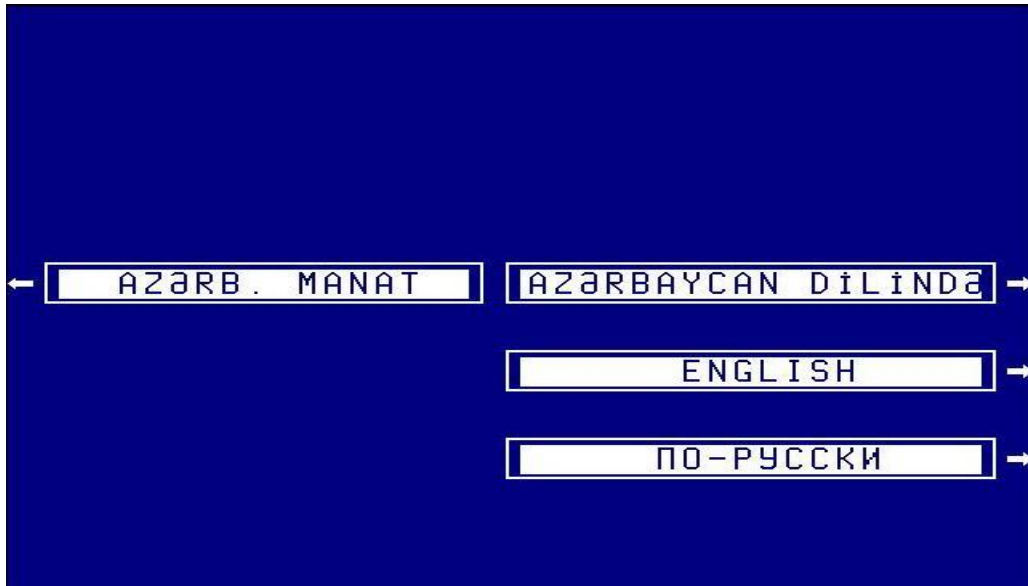 AZƏRB. MANAT
AZƏRBAYCAN DİLİNDƏ
ENGLISH
ПО-РУССКИ